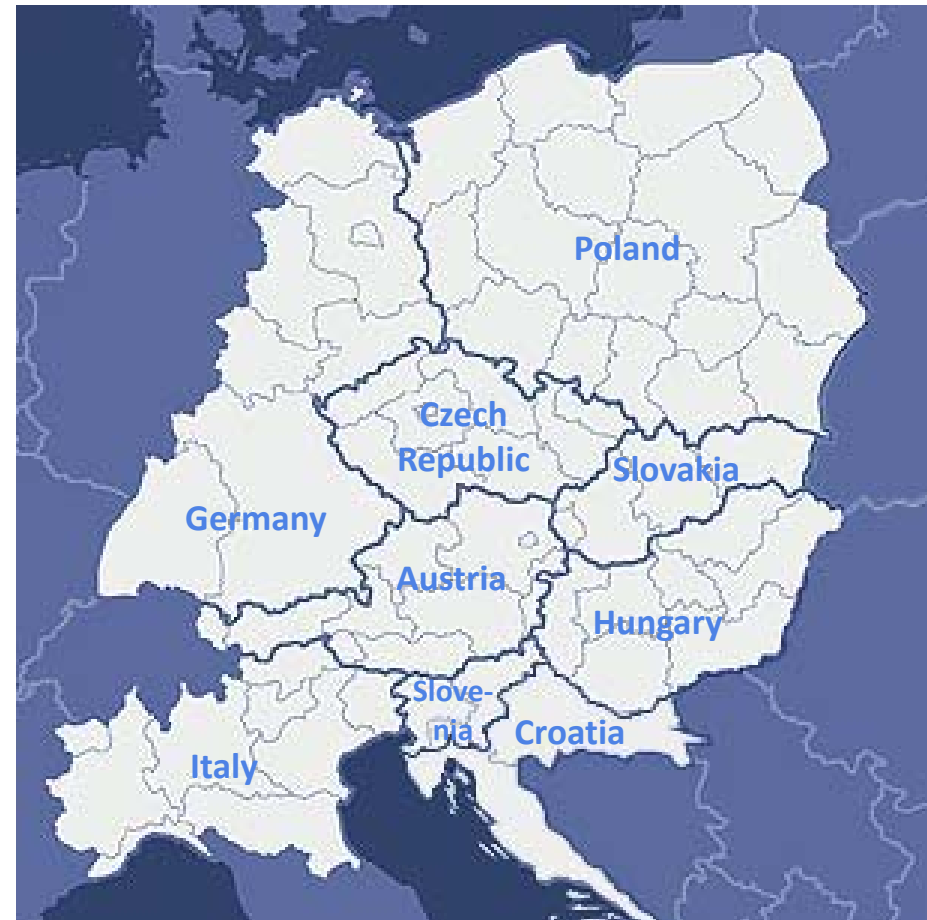 Poland
Czech
Republic
Slovakia
Germany
Austria
Hungary
Slove-
nia
Croatia
Italy